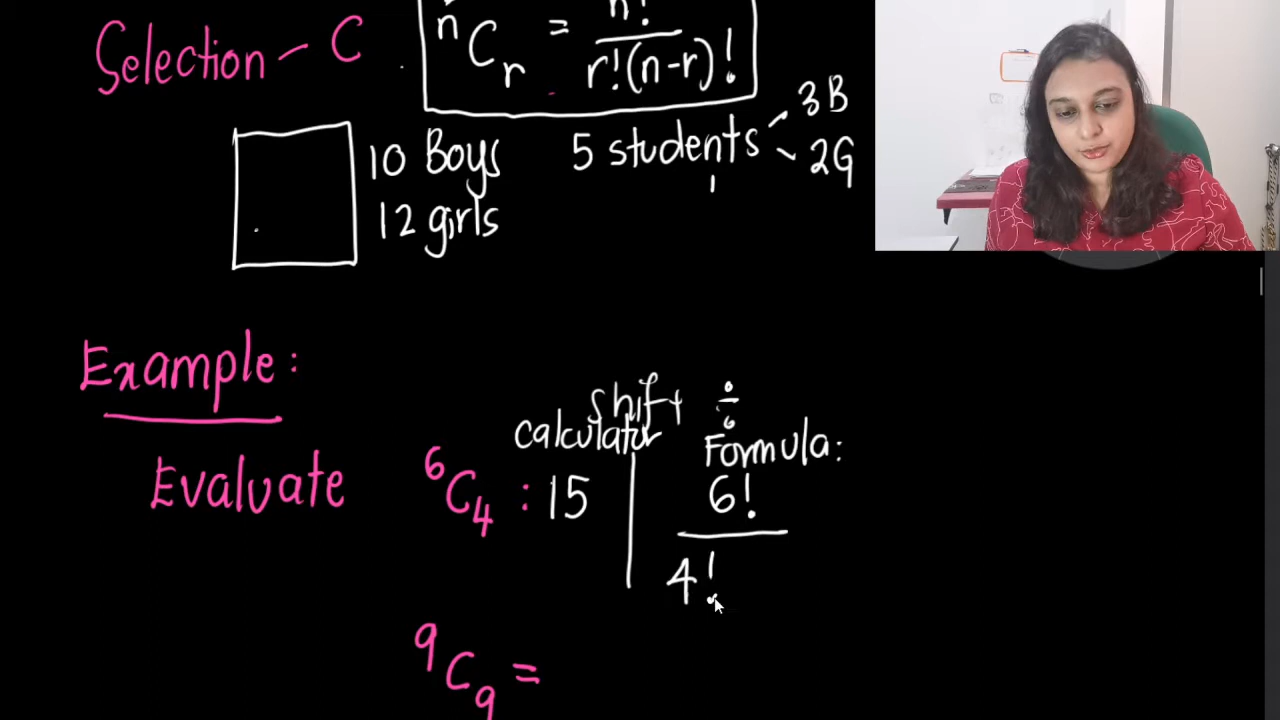 Selection - C
ⁿCᵣ = n! / r!(n-r)!
10 Boys
12 girls
5 students
3B
2G
Example:
shift ÷
calculator
Formula:
Evaluate ⁶C₄ : 15
6!
4!
⁹C₉ =